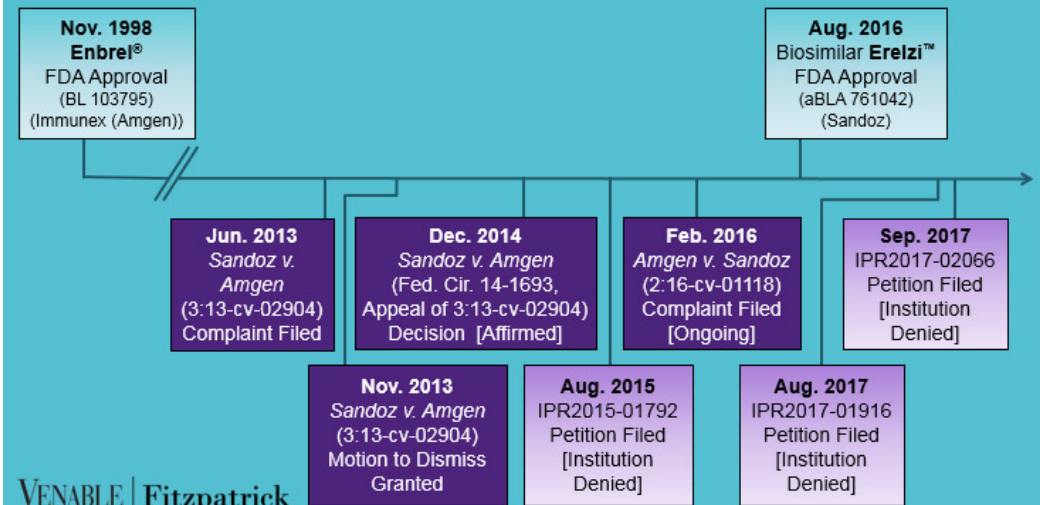 Nov. 1998
Enbrel®
FDA Approval
(BL 103795)
(Immunex (Amgen))
Aug. 2016
Biosimilar Erelzi™
FDA Approval
(aBLA 761042)
(Sandoz)
Jun. 2013
Sandoz v.
Amgen
(3:13-cv-02904)
Complaint Filed
Dec. 2014
Sandoz v. Amgen
(Fed. Cir. 14-1693,
Appeal of 3:13-cv-02904)
Decision [Affirmed]
Feb. 2016
Amgen v. Sandoz
(2:16-cv-01118)
Complaint Filed
[Ongoing]
Sep. 2017
IPR2017-02066
Petition Filed
[Institution
Denied]
Nov. 2013
Sandoz v. Amgen
(3:13-cv-02904)
Motion to Dismiss
Granted
Aug. 2015
IPR2015-01792
Petition Filed
[Institution
Denied]
Aug. 2017
IPR2017-01916
Petition Filed
[Institution
Denied]
VENABLE | Fitzpatrick